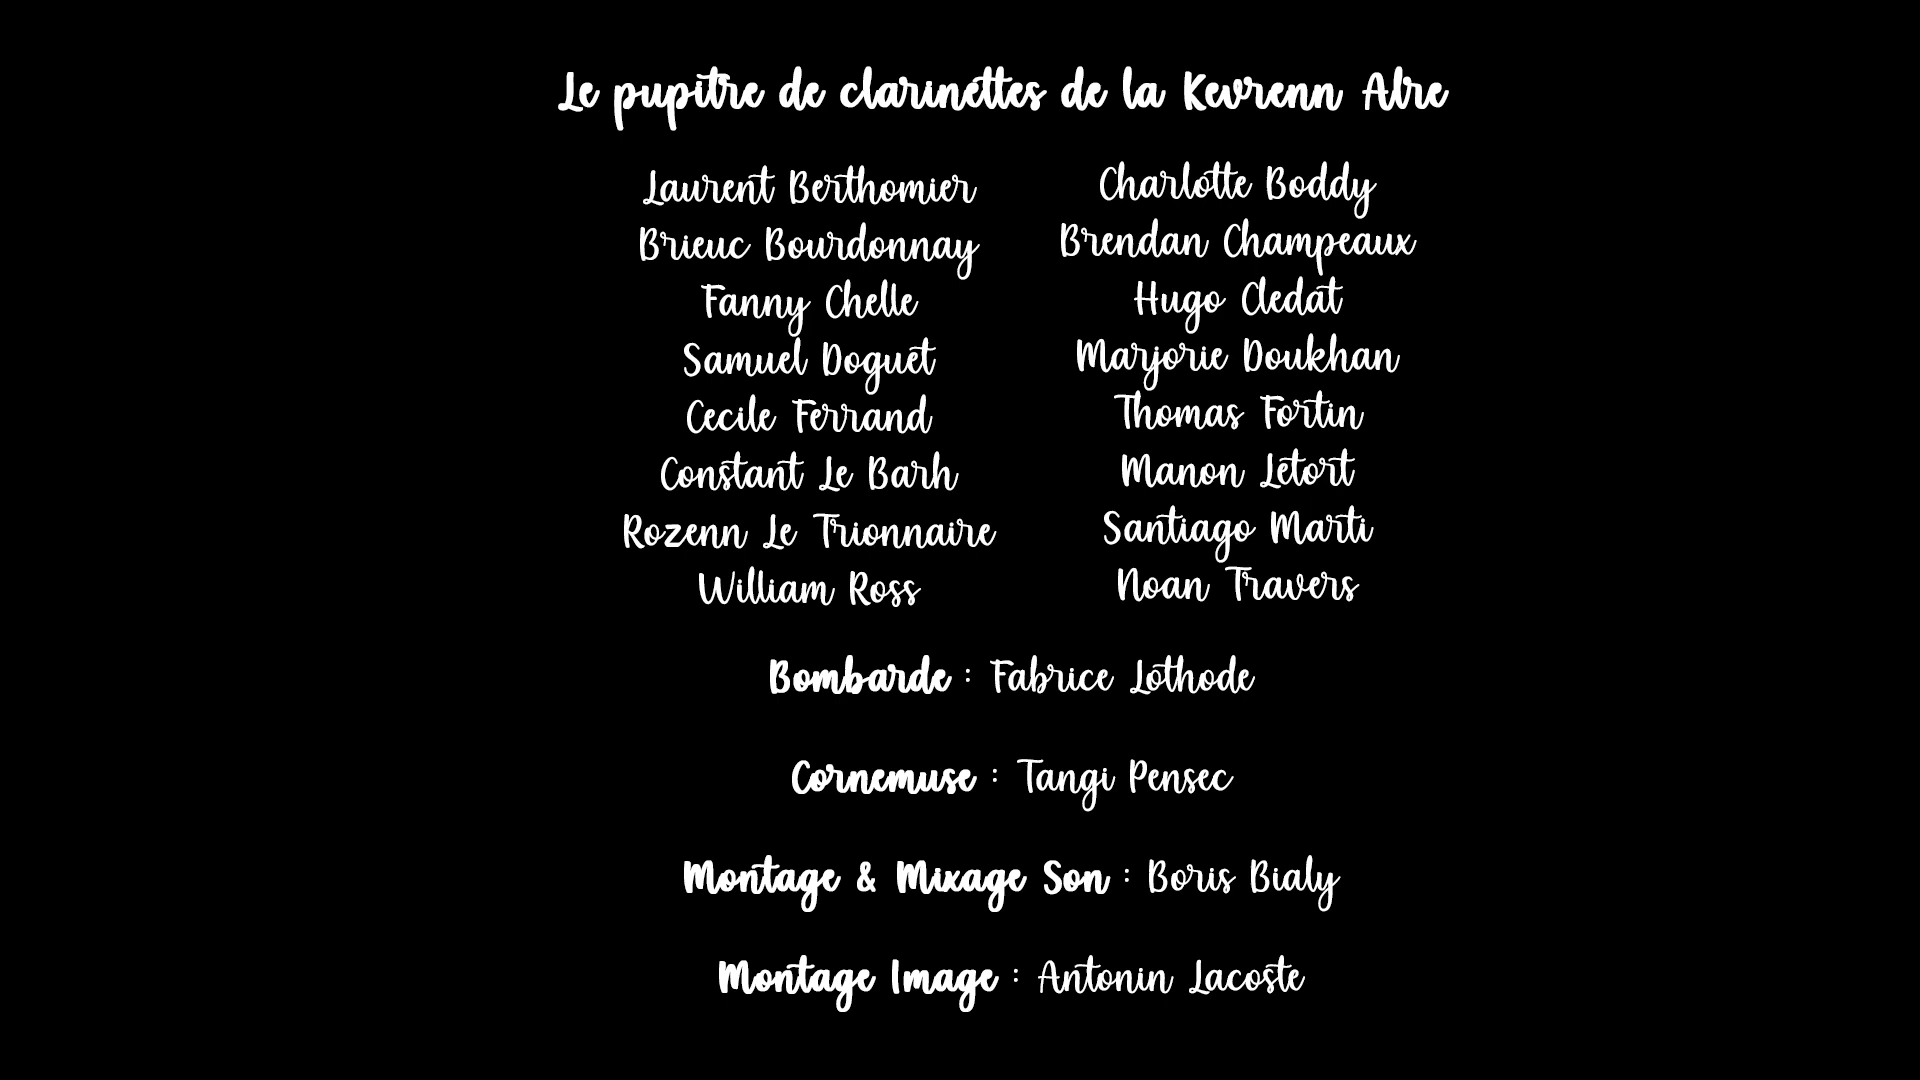 Le pupitre de clarinettes de la Kevrenn Alre
Laurent Berthomier
Brieuc Bourdonnay
Fanny Chelle
Samuel Doguet
Cecile Ferrand
Constant Le Barh
Rozenn Le Trionnaire
William Ross
Charlotte Boddy
Brendan Champeaux
Hugo Cledat
Marjorie Doukhan
Thomas Fortin
Manon Letort
Santiago Marti
Noan Travers
Bombarde : Fabrice Lothode
Cornemuse : Tangi Pensec
Montage & Mixage Son : Boris Bialy
Montage Image : Antonin Lacoste